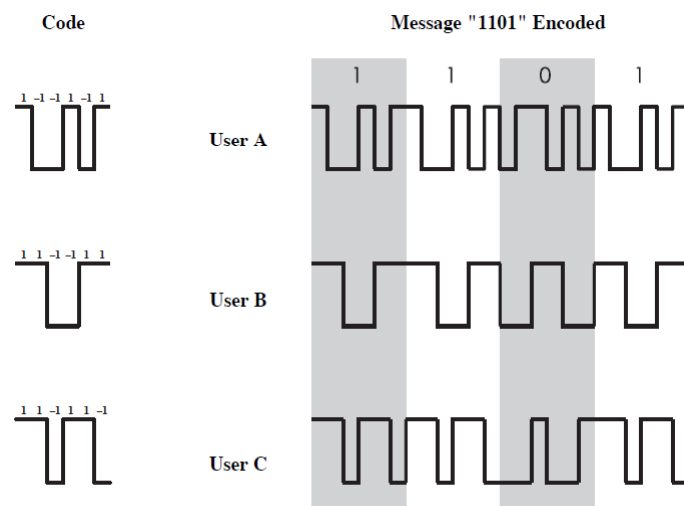 Code
Message "1101" Encoded
1 1 0 1
1 –1 –1 1 –1 1
User A
1 1 –1 –1 1 1
User B
1 1 –1 1 1 –1
User C